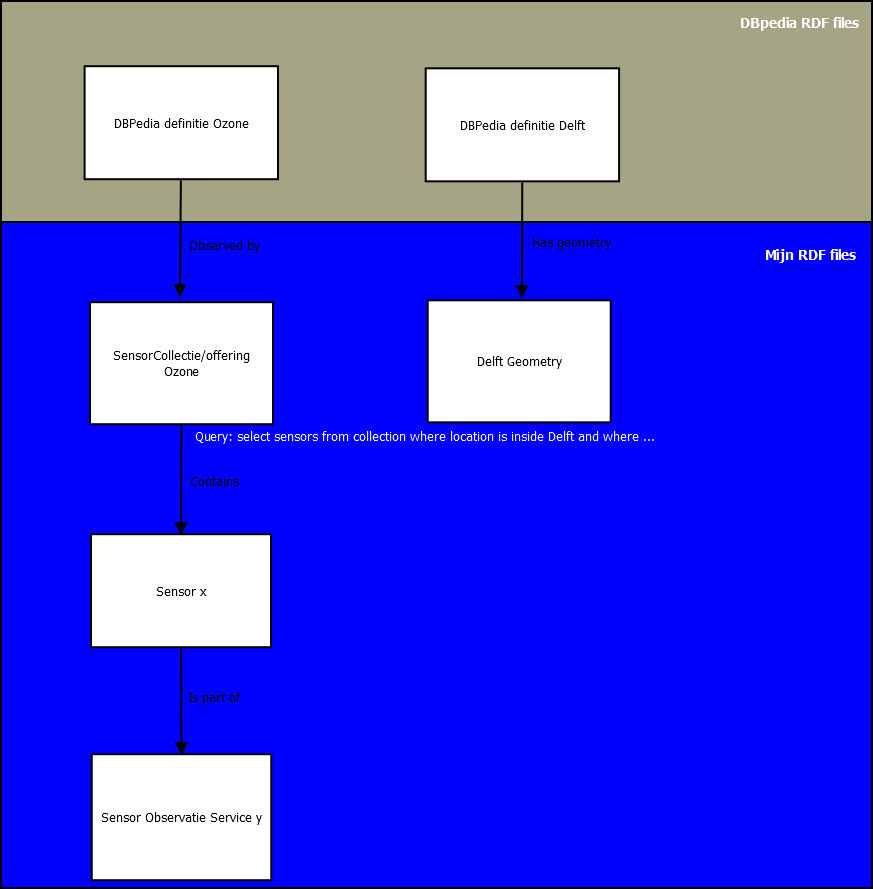 DBpedia RDF files
DBPedia definitie Ozone
DBPedia definitie Delft
Observed by
Has geometry
Mijn RDF files
SensorCollectie/offering
Ozone
Delft Geometry
Query: select sensors from collection where location is inside Delft and where ...
Contains
Sensor x
Is part of
Sensor Observatie Service y